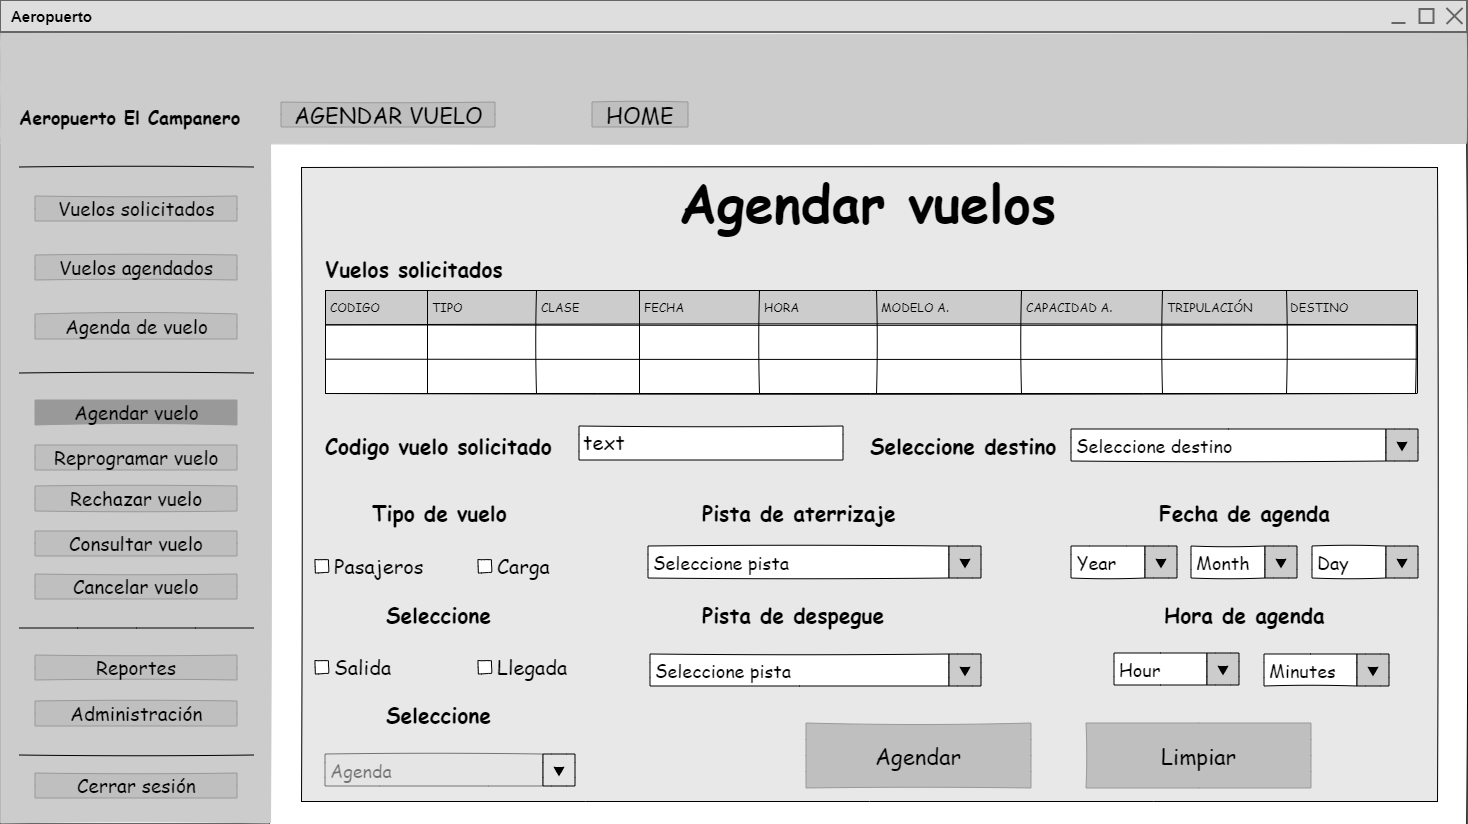 Aeropuerto
Aeropuerto El Campanero
AGENDAR VUELO
HOME
Vuelos solicitados
Vuelos agendados
Agenda de vuelo
Agendar vuelo
Reprogramar vuelo
Rechazar vuelo
Consultar vuelo
Cancelar vuelo
Reportes
Administración
Cerrar sesión
Agendar vuelos
Vuelos solicitados
CODIGO TIPO CLASE FECHA HORA MODELO A. CAPACIDAD A. TRIPULACIÓN DESTINO
Codigo vuelo solicitado text Seleccione destino Seleccione destino
Tipo de vuelo Pista de aterrizaje Fecha de agenda
Pasajeros Carga Seleccione pista Year Month Day
Seleccione Pista de despegue Hora de agenda
Salida Llegada Seleccione pista Hour Minutes
Seleccione
Agenda Agendar Limpiar